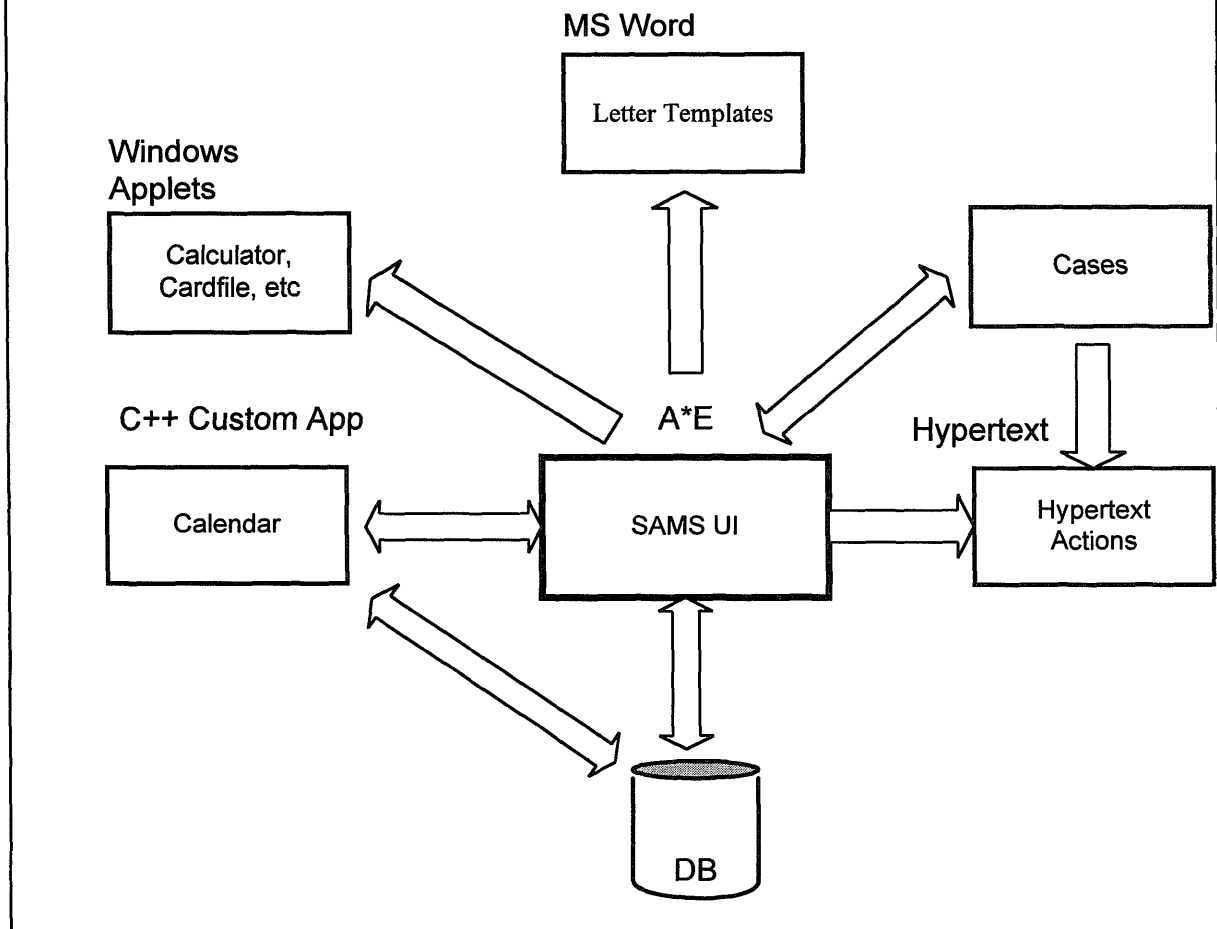 MS Word
Letter Templates
Windows
Applets
Calculator,
Cardfile, etc
Cases
C++ Custom App
A*E
Hypertext
Calendar
SAMS UI
Hypertext
Actions
DB